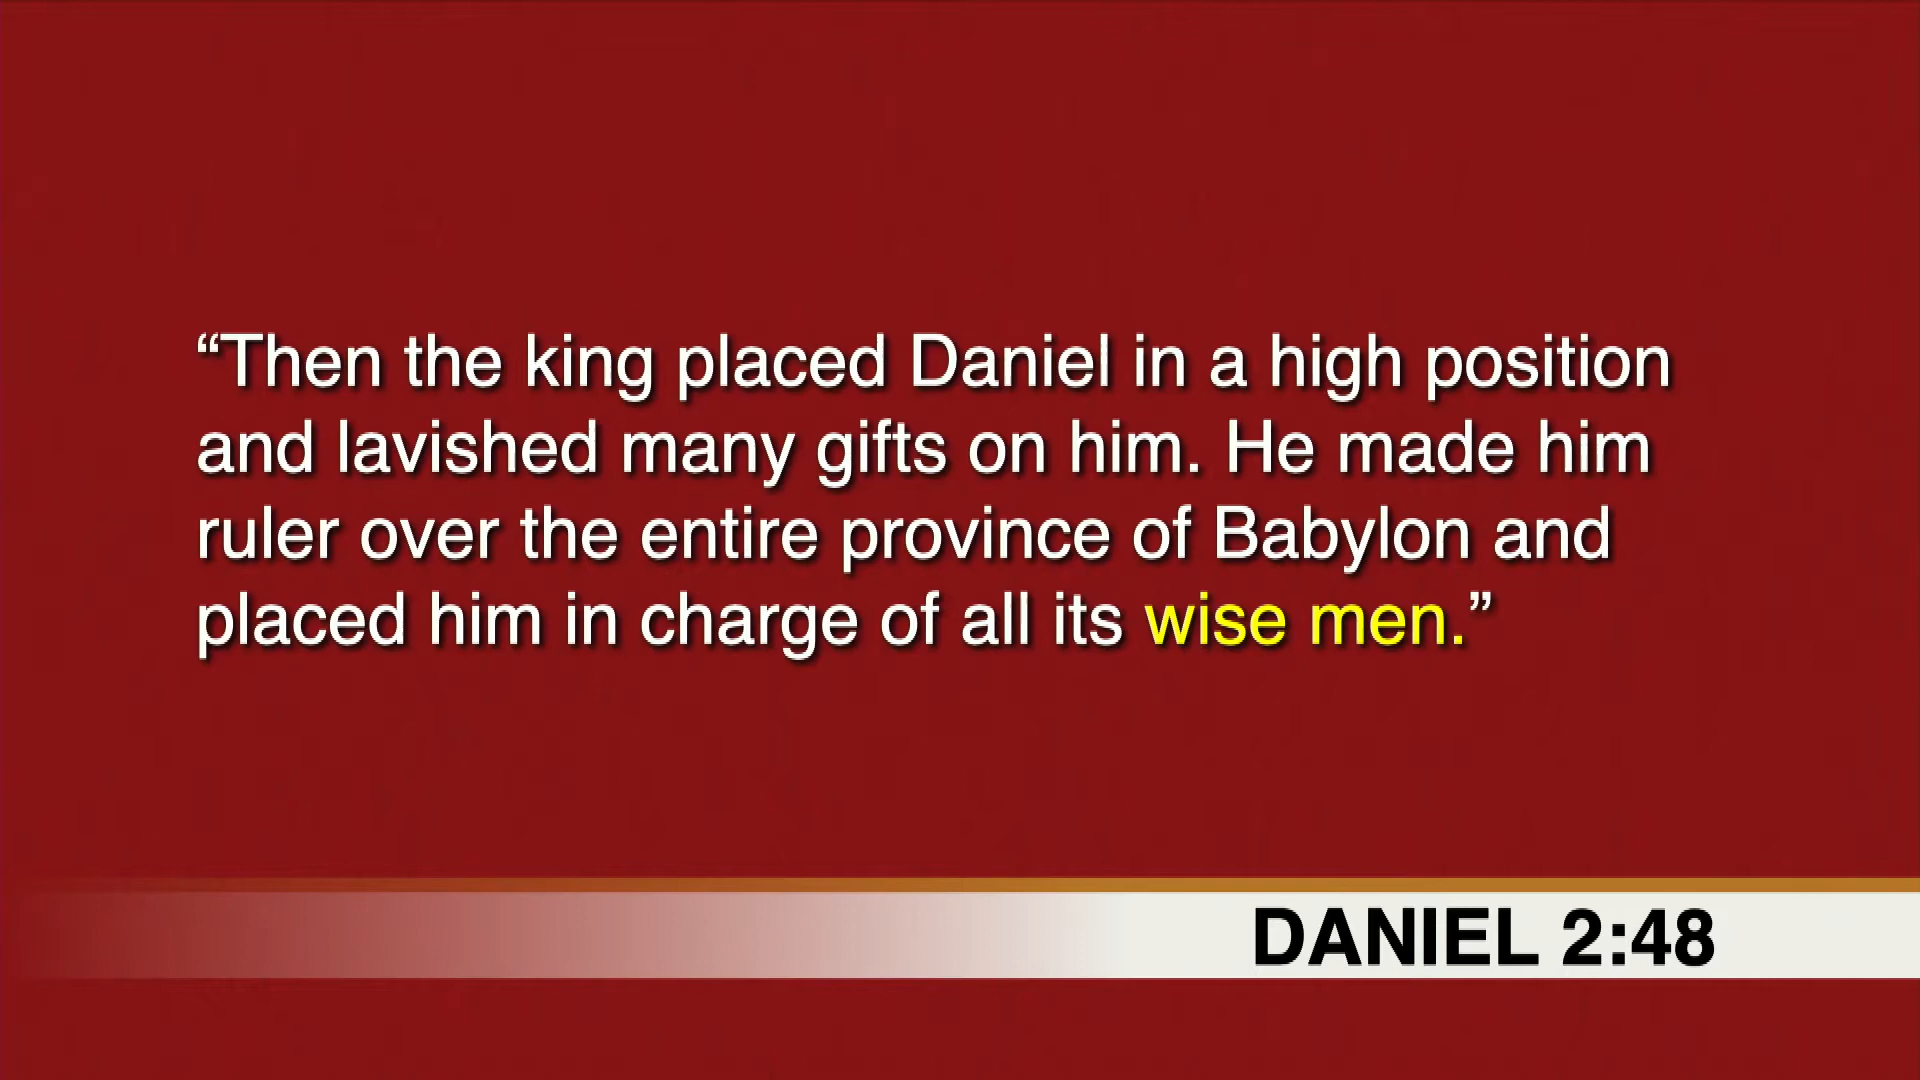 “Then the king placed Daniel in a high position
and lavished many gifts on him. He made him
ruler over the entire province of Babylon and
placed him in charge of all its wise men.”
DANIEL 2:48